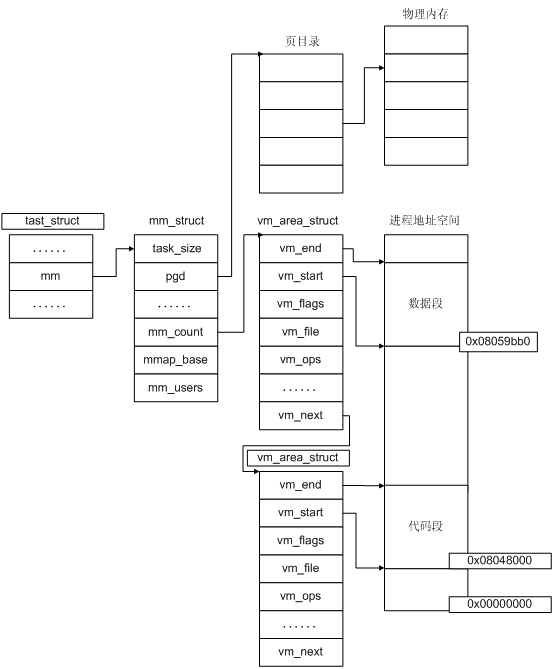 物理内存
页目录
tast_struct
mm_struct
vm_area_struct
进程地址空间
......
mm
......
task_size
pgd
......
mm_count
mmap_base
mm_users
vm_end
vm_start
vm_flags
vm_file
vm_ops
......
vm_next
数据段
0x08059bb0
vm_area_struct
vm_end
vm_start
vm_flags
vm_file
vm_ops
......
vm_next
代码段
0x08048000
0x00000000